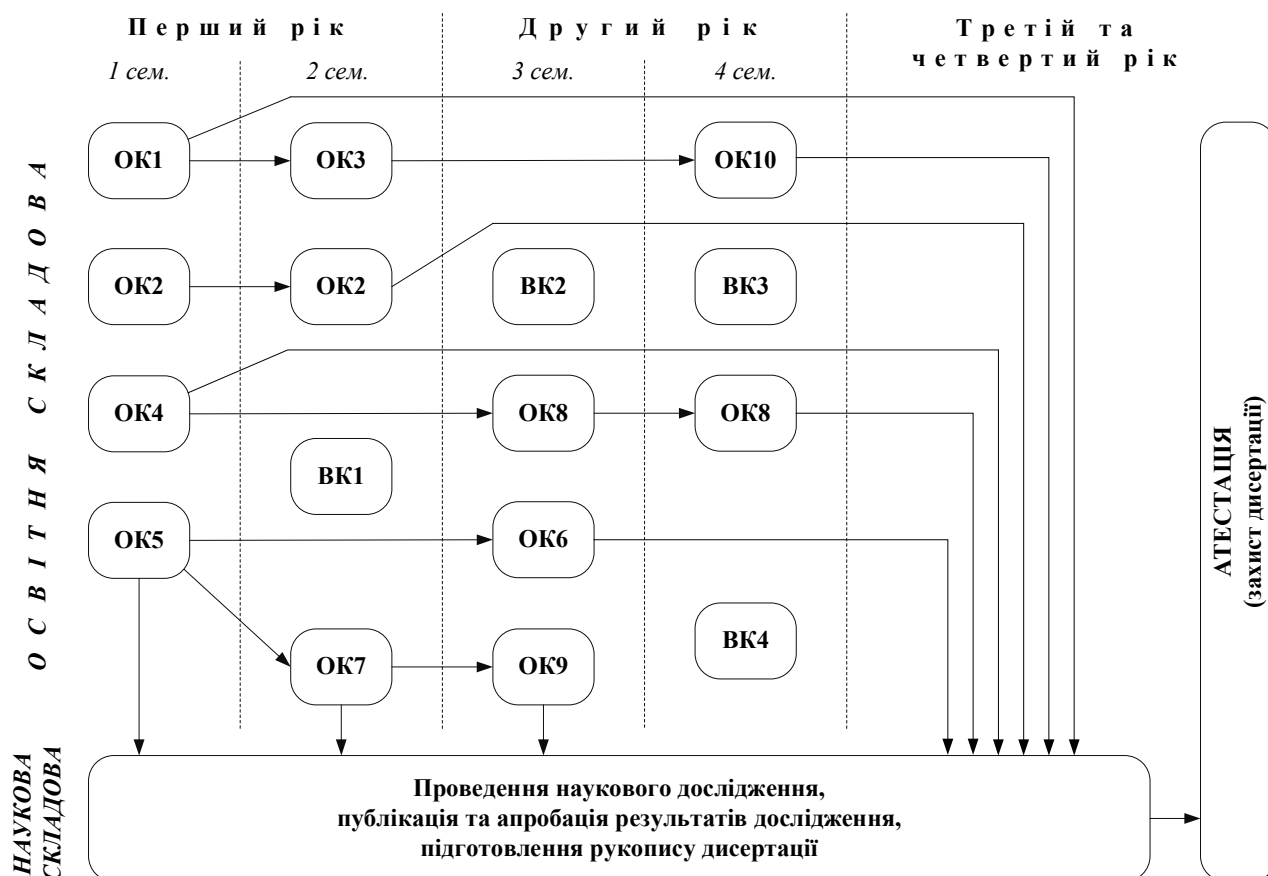 Перший рік
Другий рік
Третій та
четвертий рік
1 сем.
2 сем.
3 сем.
4 сем.
ОСВІТНЯ СКЛАДОВА
ОК1
ОК3
ОК10
ОК2
ОК2
ВК2
ВК3
ОК4
ОК8
ОК8
ВК1
ОК5
ОК6
ВК4
ОК7
ОК9
АТЕСТАЦІЯ
(захист дисертації)
НАУКОВА
СКЛАДОВА
Проведення наукового дослідження,
публікація та апробація результатів дослідження,
підготовлення рукопису дисертації